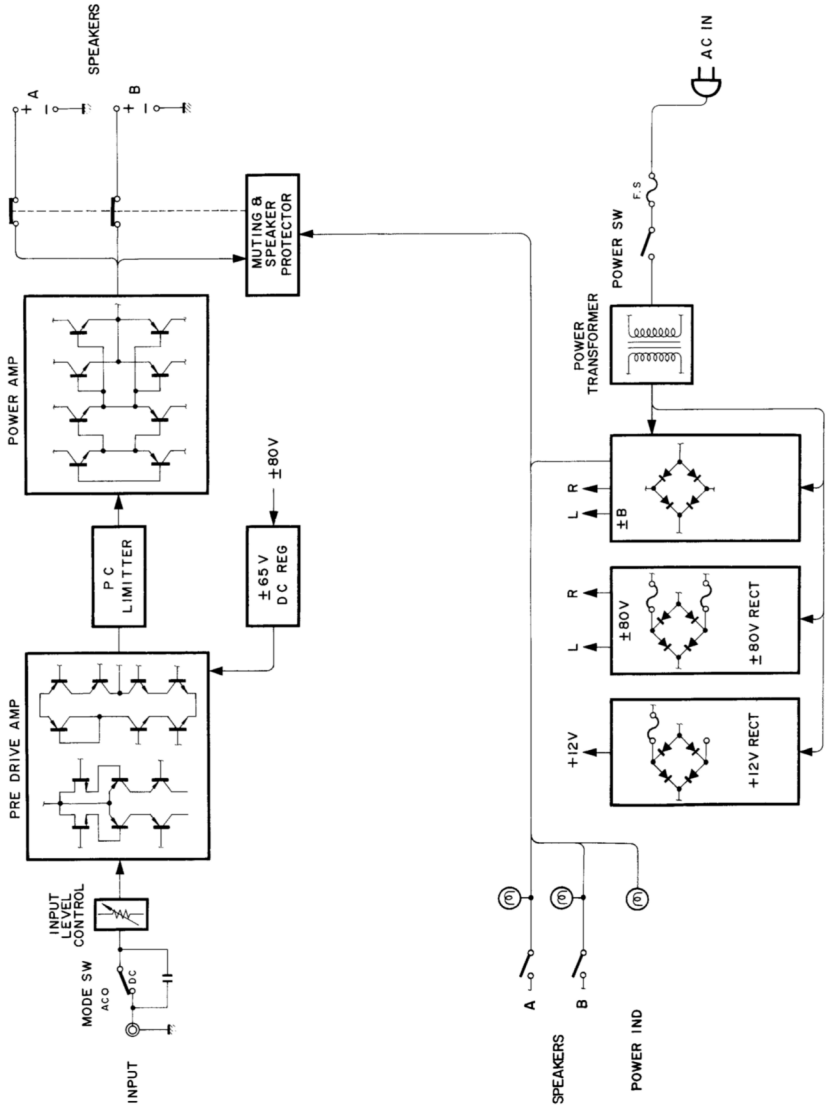 INPUT
MODE SW
ACO
DC
INPUT
LEVEL
CONTROL
PRE DRIVE AMP
PC
LIMITTER
±65V
DC REG
±80V
POWER AMP
MUTING &
SPEAKER
PROTECTOR
+
A
−
+
B
−
SPEAKERS
SPEAKERS
A
B
POWER IND
+12V
+12V RECT
L
R
±80V
±80V RECT
L
R
±B
POWER
TRANSFORMER
POWER SW
F.S
AC IN